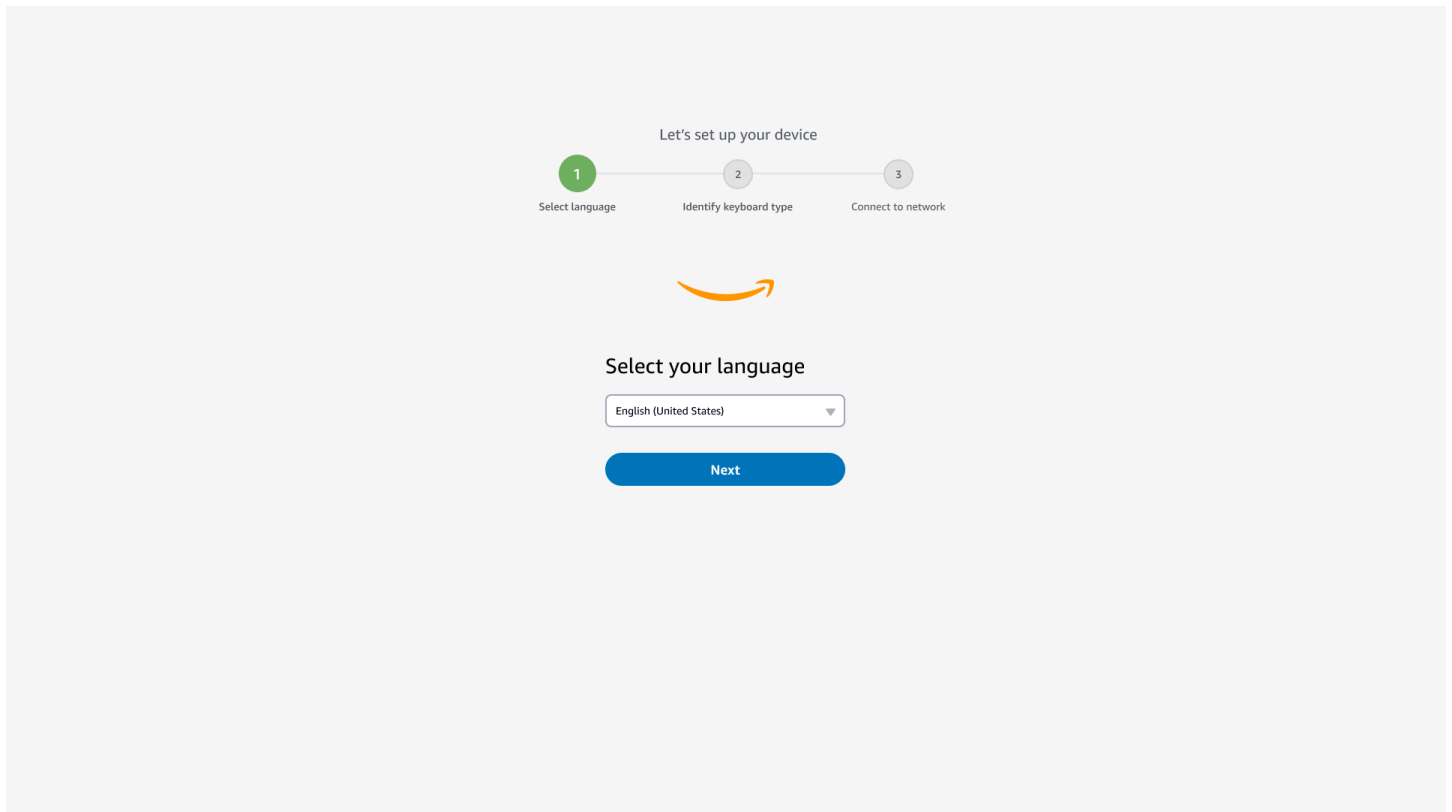 Let's set up your device
1
2
3
Select language
Identify keyboard type
Connect to network
Select your language
English (United States)
Next